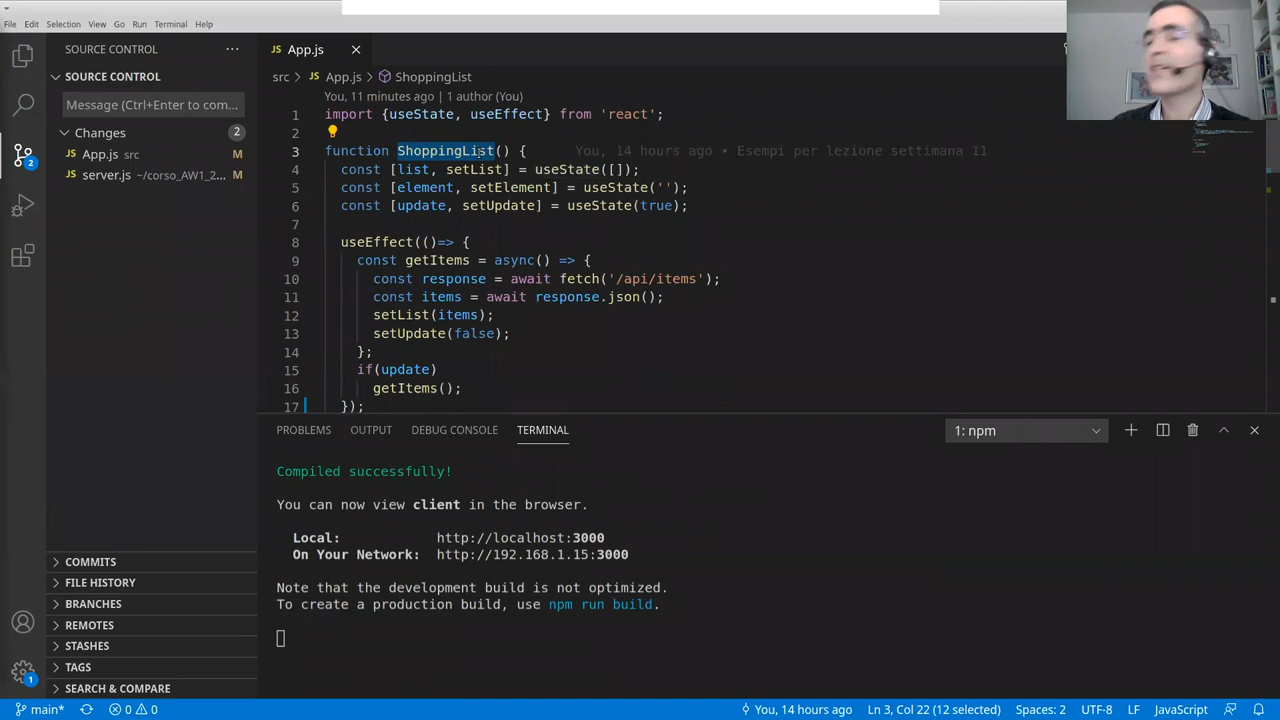 File Edit Selection View Go Run Terminal Help
SOURCE CONTROL
App.js
SOURCE CONTROL
src > JS App.js > ShoppingList
You, 11 minutes ago | 1 author (You)
Message (Ctrl+Enter to com...
Changes 2
JS App.js src M
JS server.js ~/corso_AW1_2... M
1 import {useState, useEffect} from 'react';
2
3 function ShoppingList() { You, 14 hours ago • Esempi per lezione settimana 11
4 const [list, setList] = useState([]);
5 const [element, setElement] = useState('');
6 const [update, setUpdate] = useState(true);
7
8 useEffect(()=> {
9 const getItems = async() => {
10 const response = await fetch('/api/items');
11 const items = await response.json();
12 setList(items);
13 setUpdate(false);
14 };
15 if(update)
16 getItems();
17 });
2
PROBLEMS OUTPUT DEBUG CONSOLE TERMINAL 1: npm
Compiled successfully!
You can now view client in the browser.
Local: http://localhost:3000
On Your Network: http://192.168.1.15:3000
Note that the development build is not optimized.
To create a production build, use npm run build.
COMMITS
FILE HISTORY
BRANCHES
REMOTES
STASHES
TAGS
SEARCH & COMPARE
1
main* 0 0 You, 14 hours ago Ln 3, Col 22 (12 selected) Spaces: 2 UTF-8 LF JavaScript